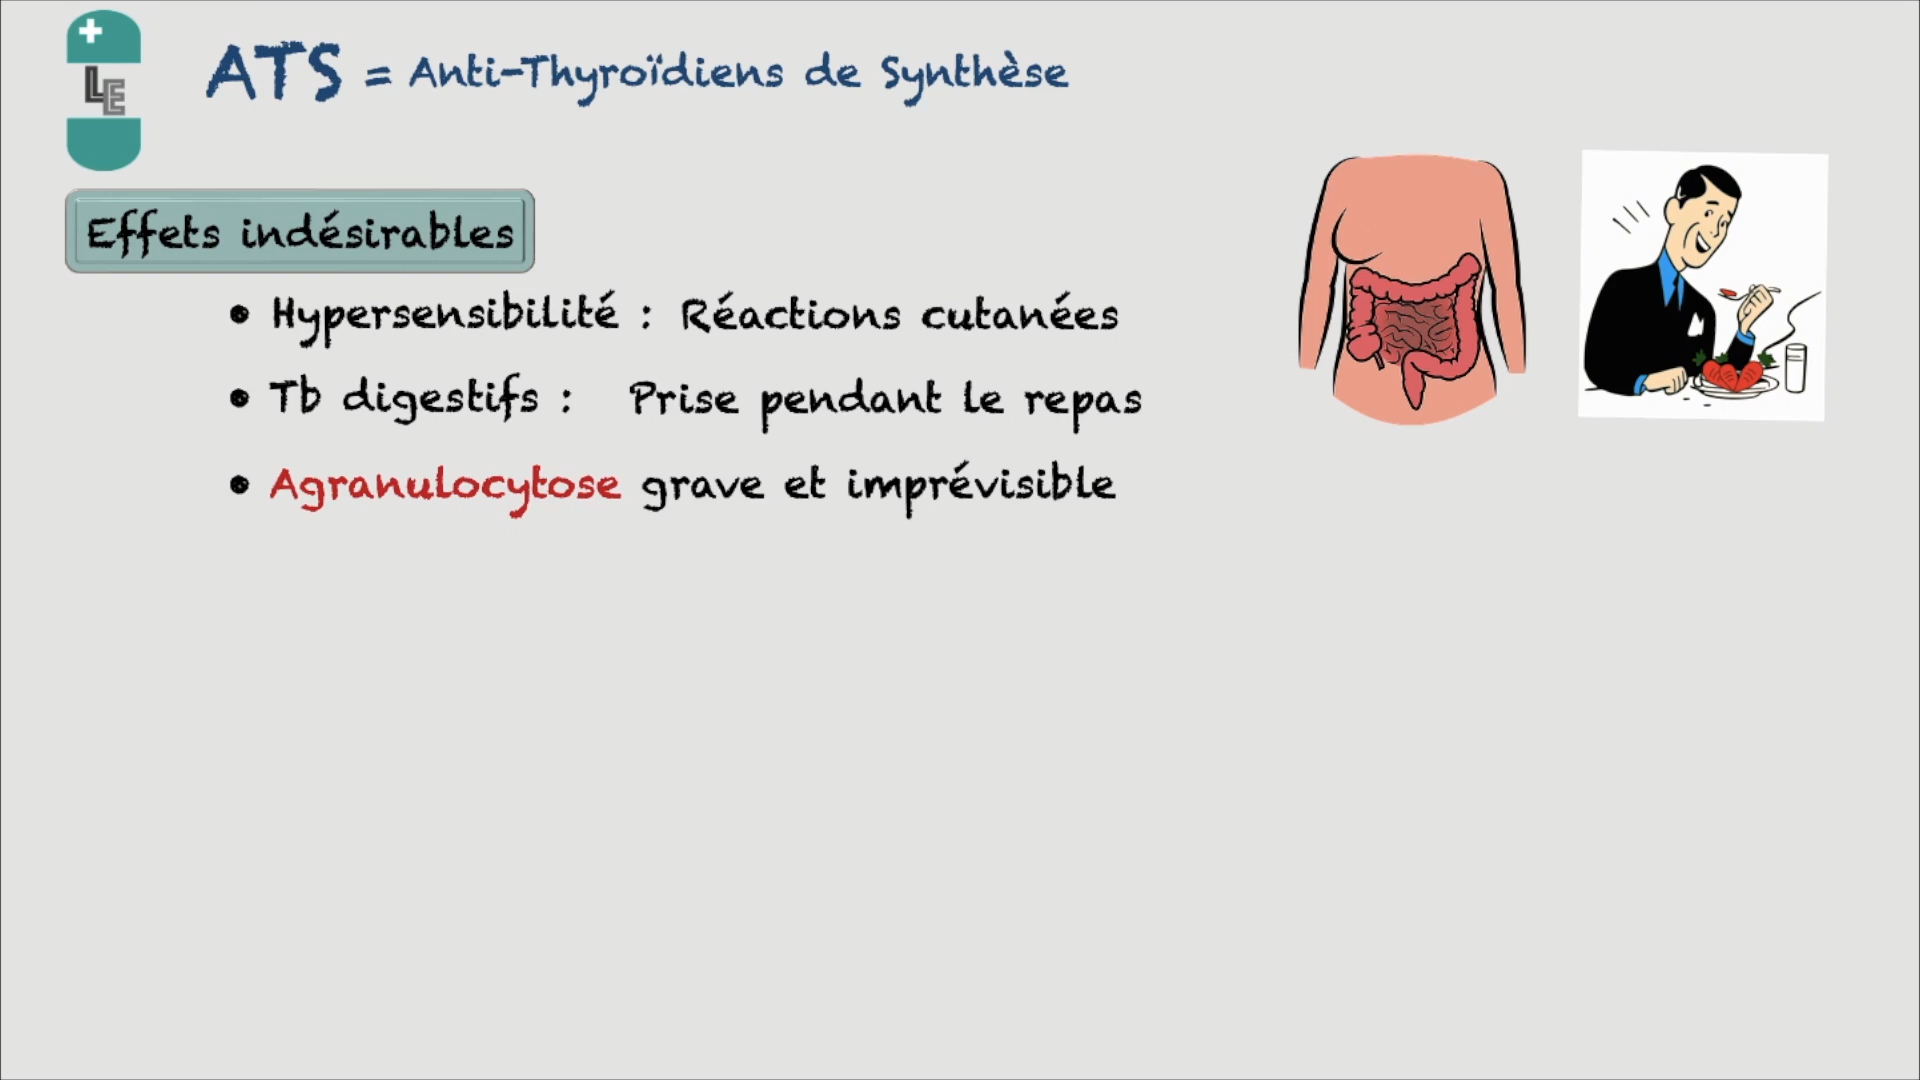 LE
ATS = Anti-Thyroïdiens de Synthèse
Effets indésirables
• Hypersensibilité : Réactions cutanées
• Tb digestifs : Prise pendant le repas
• Agranulocytose grave et imprévisible